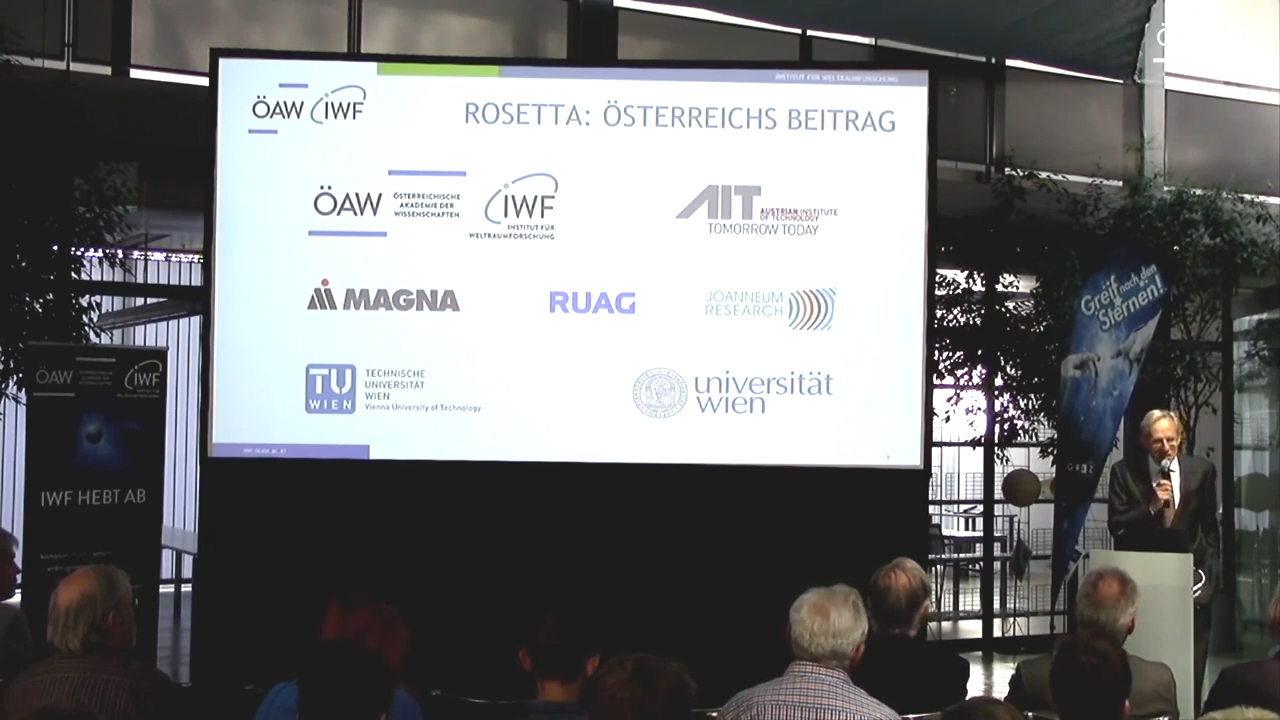 INSTITUT FÜR WELTRAUMFORSCHUNG
ÖAW IWF
ROSETTA: ÖSTERREICHS BEITRAG
ÖAW
ÖSTERREICHISCHE
AKADEMIE DER
WISSENSCHAFTEN
IWF
INSTITUT FÜR
WELTRAUMFORSCHUNG
AIT
AUSTRIAN INSTITUTE
OF TECHNOLOGY
TOMORROW TODAY
MAGNA
RUAG
JOANNEUM
RESEARCH
TU
WIEN
TECHNISCHE
UNIVERSITÄT
WIEN
Vienna University of Technology
universität
wien
Greif nach den
Sternen!
ÖAW
IWF
IWF HEBT AB